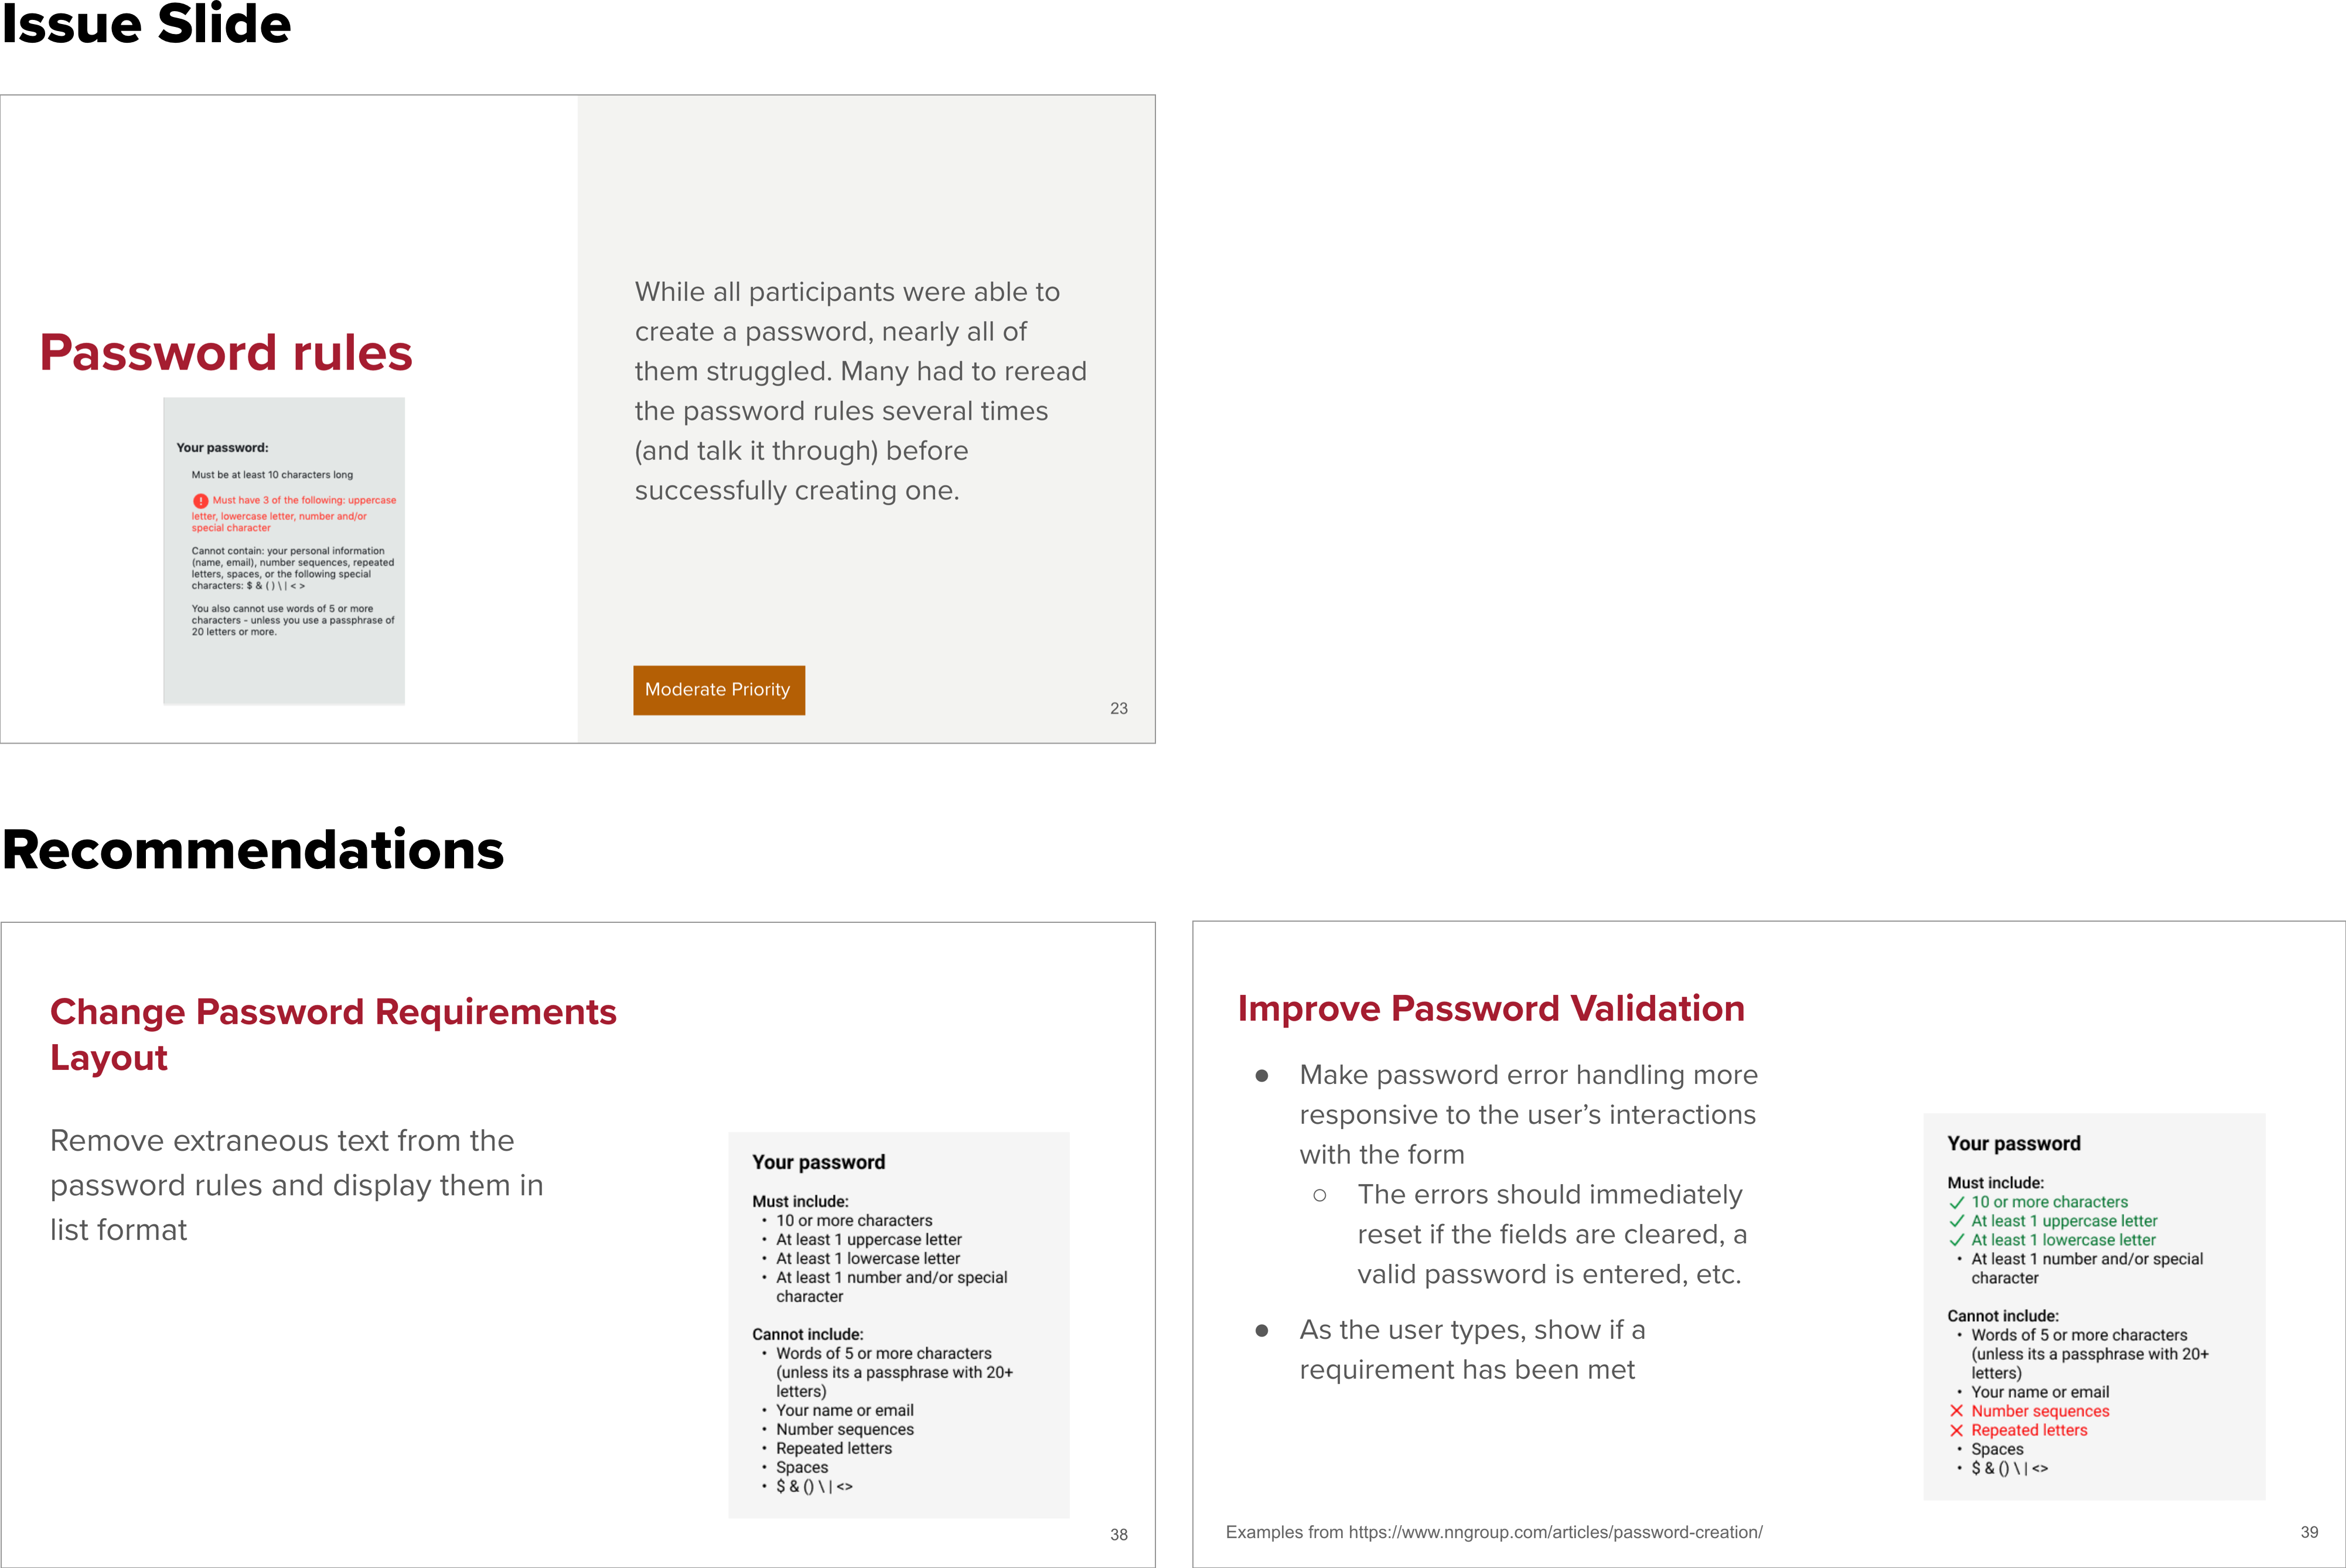 Issue Slide
Password rules
Your password:
Must be at least 10 characters long
! Must have 3 of the following: uppercase
letter, lowercase letter, number and/or
special character
Cannot contain: your personal information
(name, email), number sequences, repeated
letters, spaces, or the following special
characters: $ & ( ) \ | < >
You also cannot use words of 5 or more
characters - unless you use a passphrase of
20 letters or more.
While all participants were able to
create a password, nearly all of
them struggled. Many had to reread
the password rules several times
(and talk it through) before
successfully creating one.
Moderate Priority
23
Recommendations
Change Password Requirements
Layout
Remove extraneous text from the
password rules and display them in
list format
Your password
Must include:
• 10 or more characters
• At least 1 uppercase letter
• At least 1 lowercase letter
• At least 1 number and/or special
character
Cannot include:
• Words of 5 or more characters
(unless its a passphrase with 20+
letters)
• Your name or email
• Number sequences
• Repeated letters
• Spaces
• $ & () \ | <>
38
Improve Password Validation
● Make password error handling more
responsive to the user’s interactions
with the form
○ The errors should immediately
reset if the fields are cleared, a
valid password is entered, etc.
● As the user types, show if a
requirement has been met
Your password
Must include:
✓ 10 or more characters
✓ At least 1 uppercase letter
✓ At least 1 lowercase letter
• At least 1 number and/or special
character
Cannot include:
• Words of 5 or more characters
(unless its a passphrase with 20+
letters)
• Your name or email
✕ Number sequences
✕ Repeated letters
• Spaces
• $ & () \ | <>
Examples from https://www.nngroup.com/articles/password-creation/
39